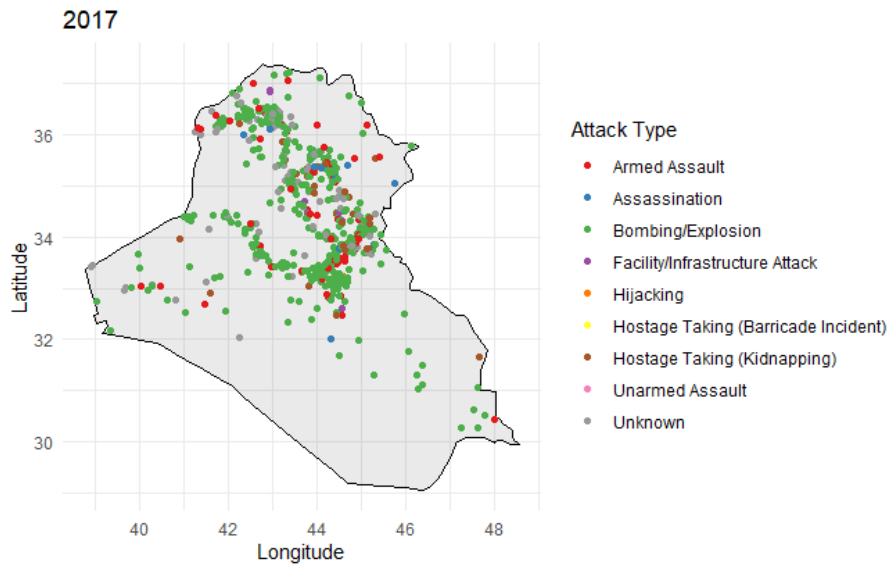 2017
36
34
32
30
Latitude
40 42 44 46 48
Longitude
Attack Type
Armed Assault
Assassination
Bombing/Explosion
Facility/Infrastructure Attack
Hijacking
Hostage Taking (Barricade Incident)
Hostage Taking (Kidnapping)
Unarmed Assault
Unknown